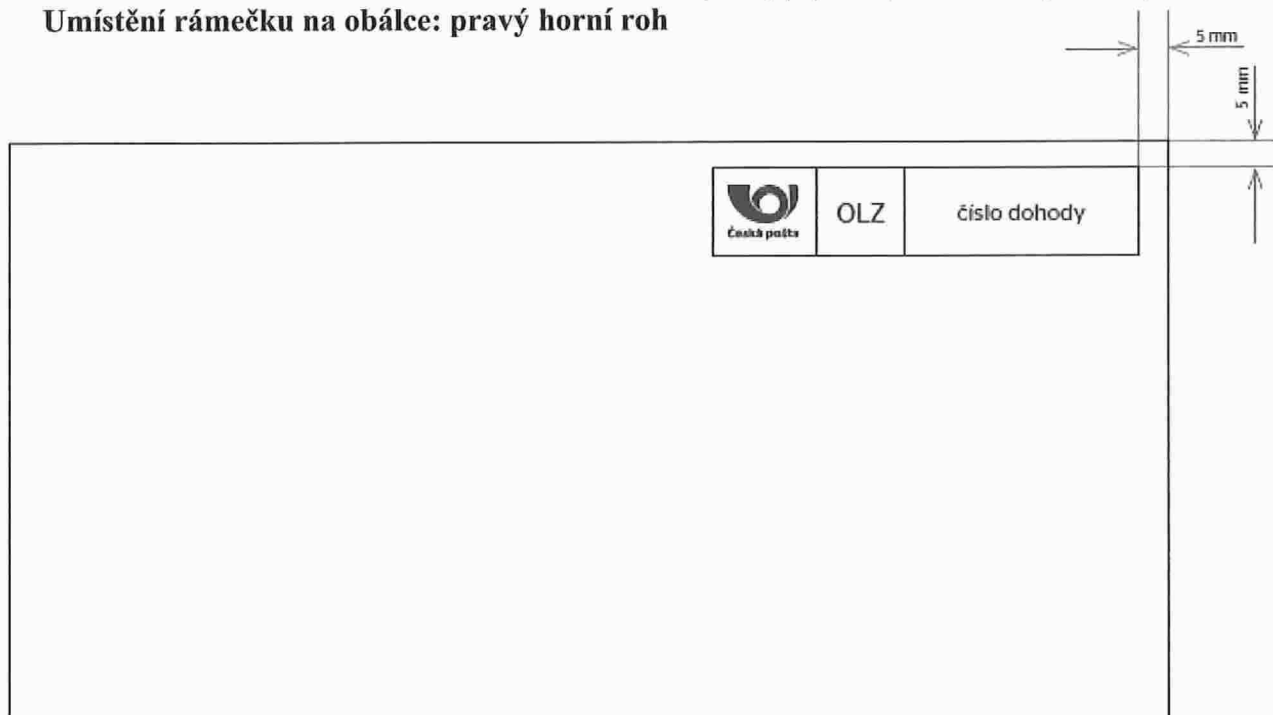 Umístění rámečku na obálce: pravý horní roh
5 mm
5 mm
Česká pošta
OLZ
číslo dohody